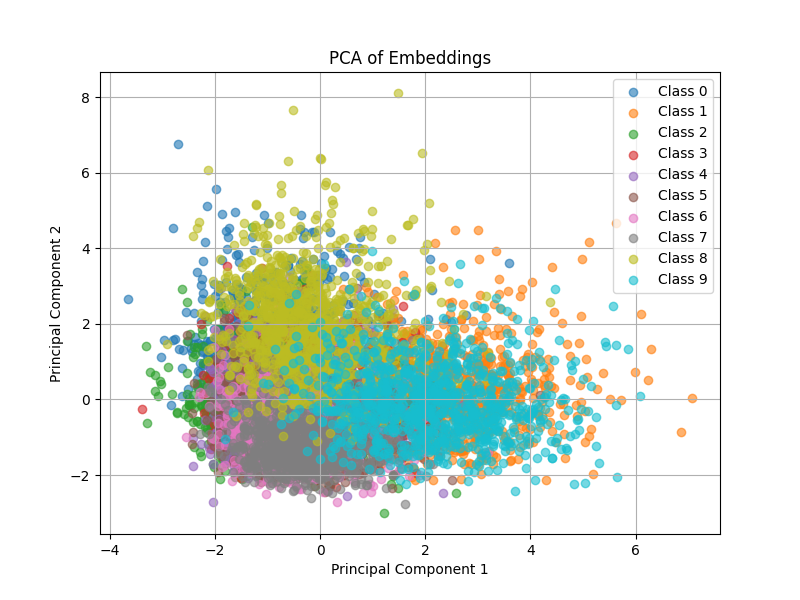 PCA of Embeddings
8
6
4
2
0
−2
−4
−2
0
2
4
6
Principal Component 1
Principal Component 2
Class 0
Class 1
Class 2
Class 3
Class 4
Class 5
Class 6
Class 7
Class 8
Class 9